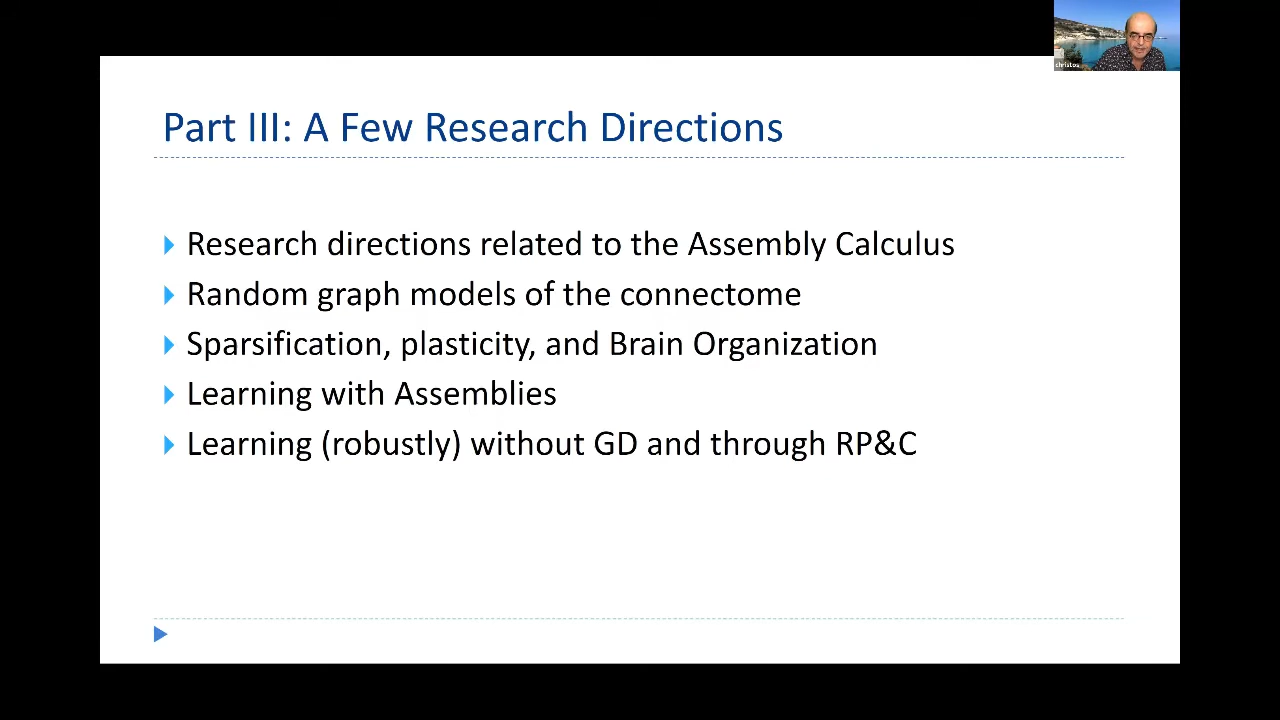 christos
Part III: A Few Research Directions
Research directions related to the Assembly Calculus
Random graph models of the connectome
Sparsification, plasticity, and Brain Organization
Learning with Assemblies
Learning (robustly) without GD and through RP&C